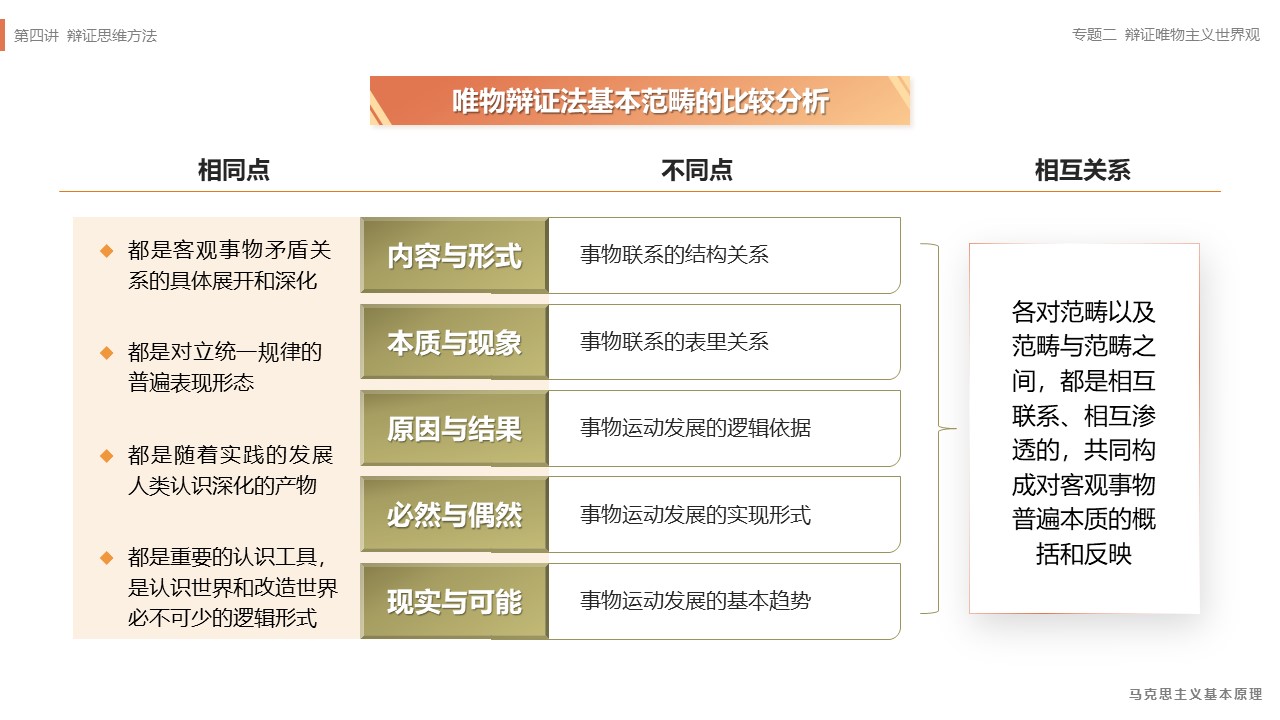 第四讲 辩证思维方法
专题二 辩证唯物主义世界观
唯物辩证法基本范畴的比较分析
相同点
不同点
相互关系
都是客观事物矛盾关
系的具体展开和深化
都是对立统一规律的
普遍表现形态
都是随着实践的发展
人类认识深化的产物
都是重要的认识工具，
是认识世界和改造世界
必不可少的逻辑形式
内容与形式
事物联系的结构关系
本质与现象
事物联系的表里关系
原因与结果
事物运动发展的逻辑依据
必然与偶然
事物运动发展的实现形式
现实与可能
事物运动发展的基本趋势
各对范畴以及
范畴与范畴之
间，都是相互
联系、相互渗
透的，共同构
成对客观事物
普遍本质的概
括和反映
马克思主义基本原理